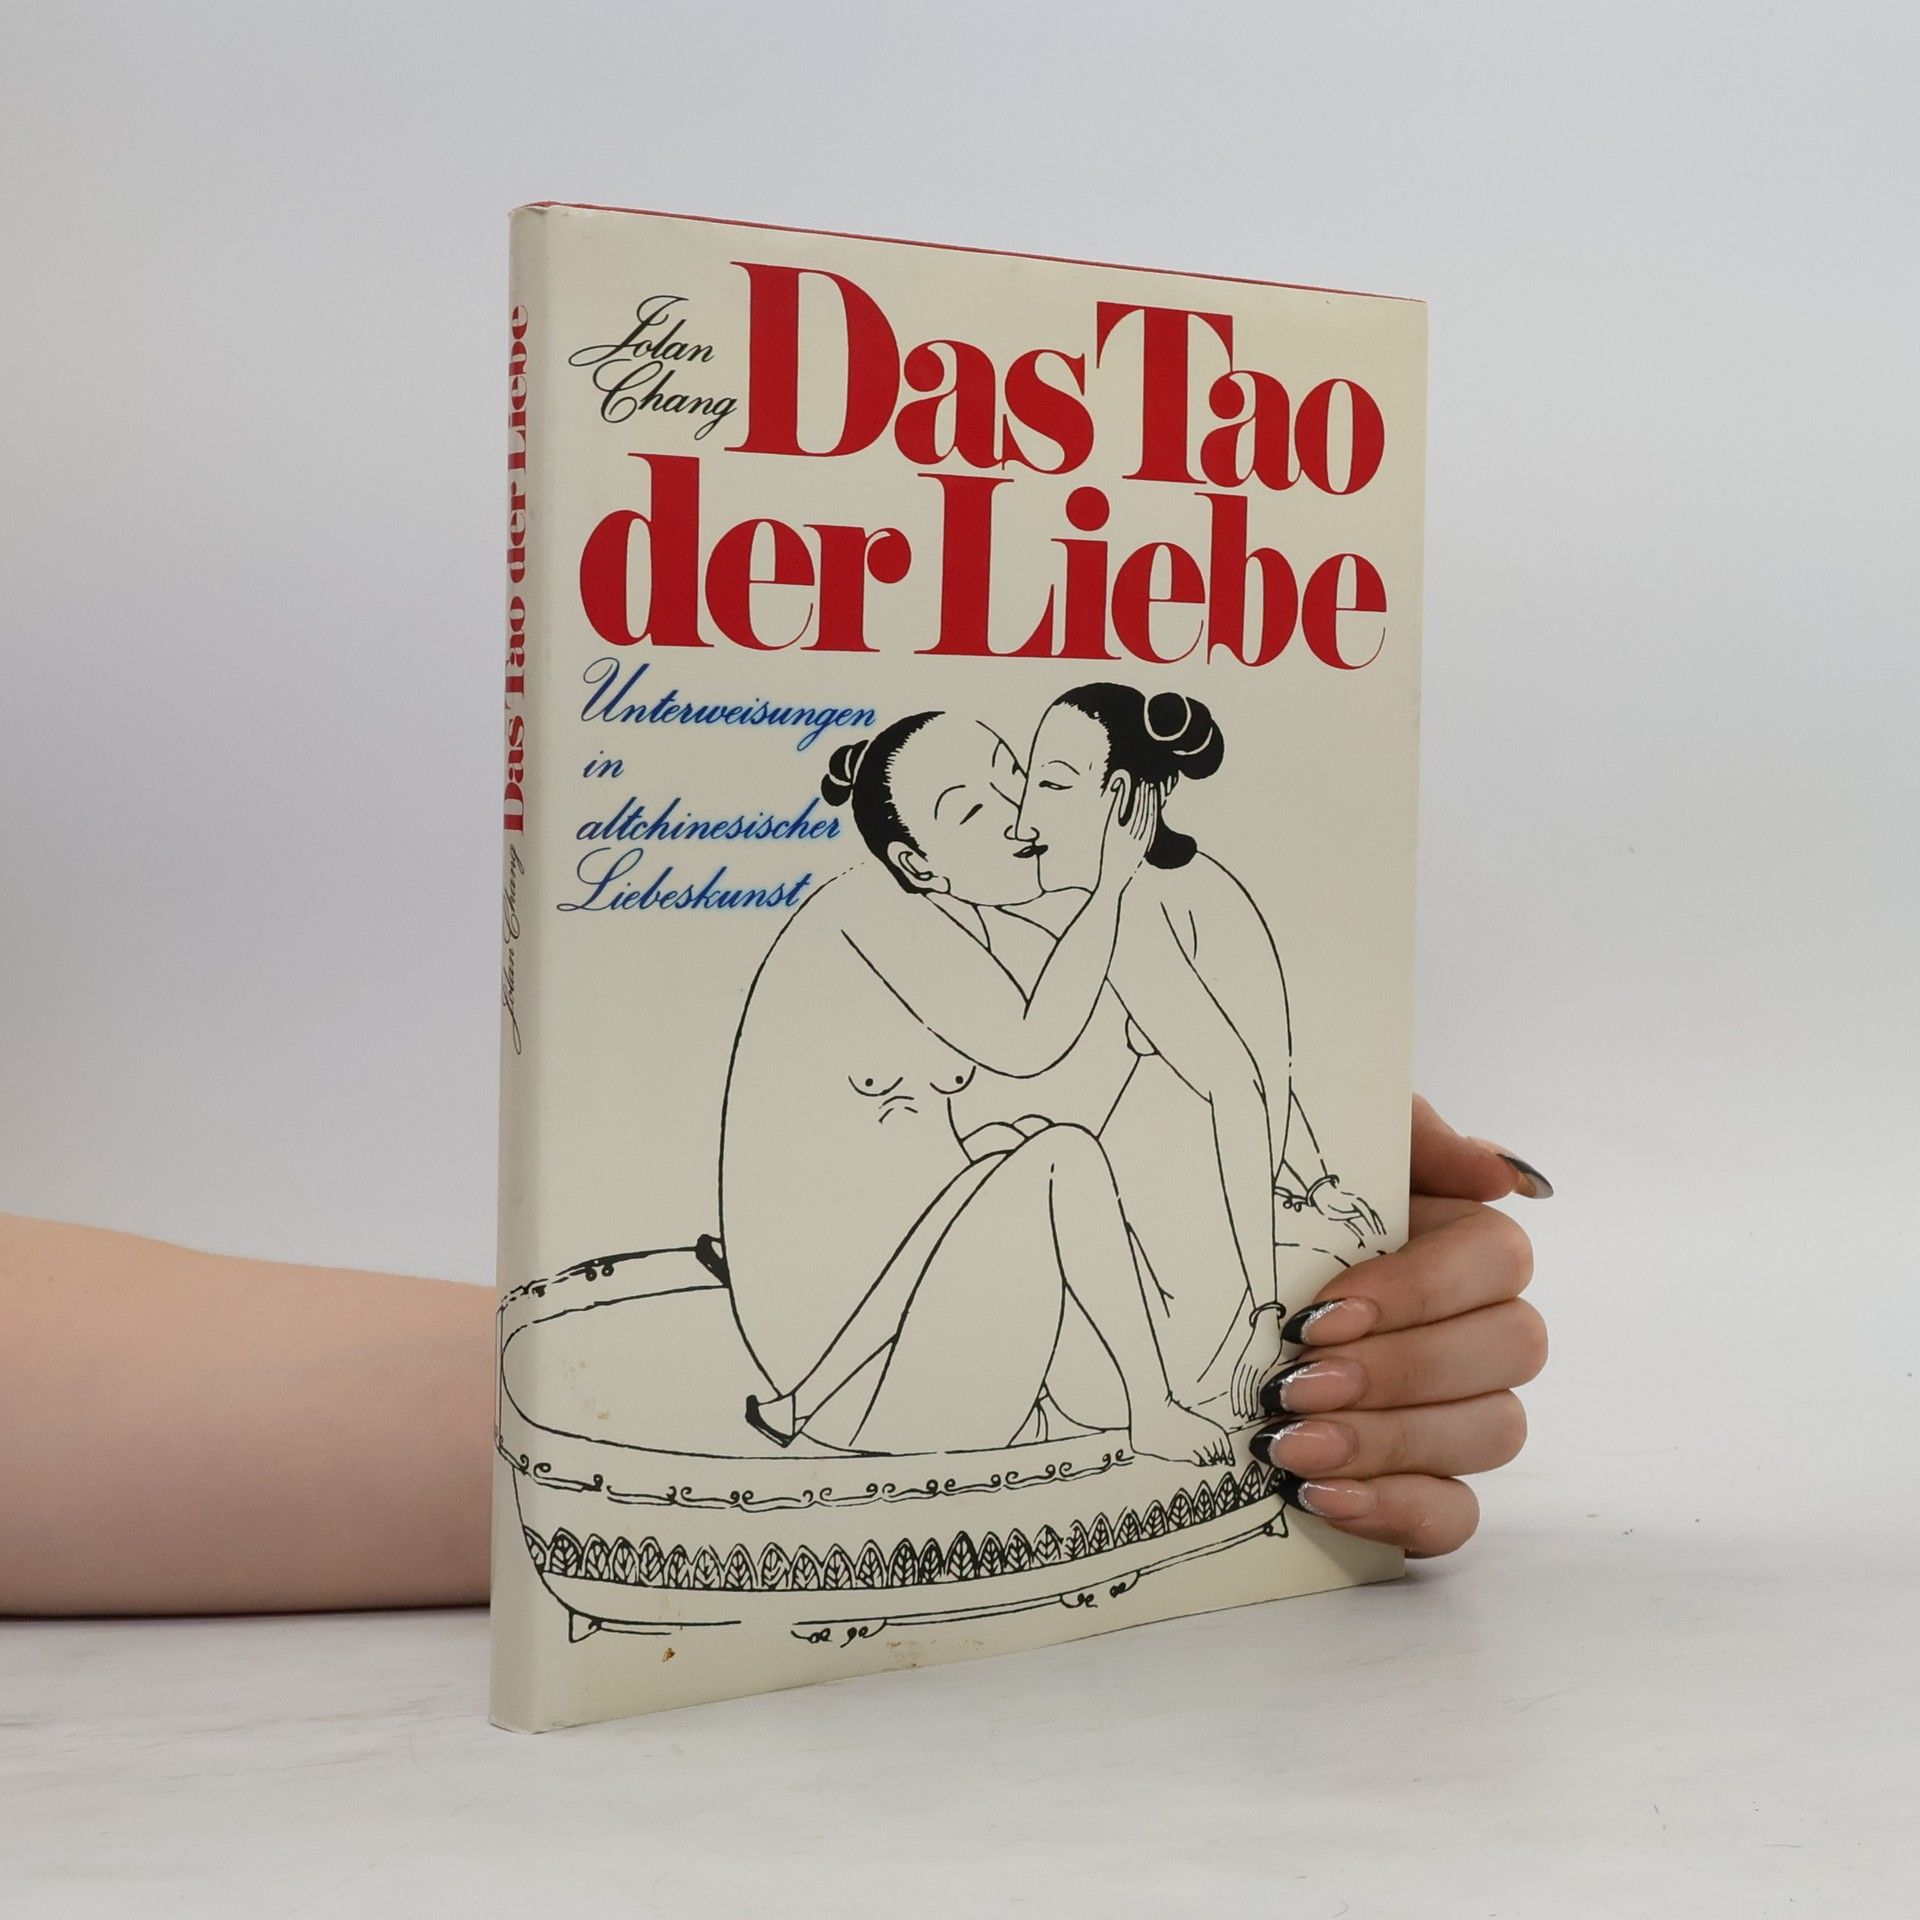 Jolan
Chang
Das Tao
der Liebe
Unterweisungen
in
altchinesischer
Liebeskunst
Jolan Chang Das Tao der Liebe